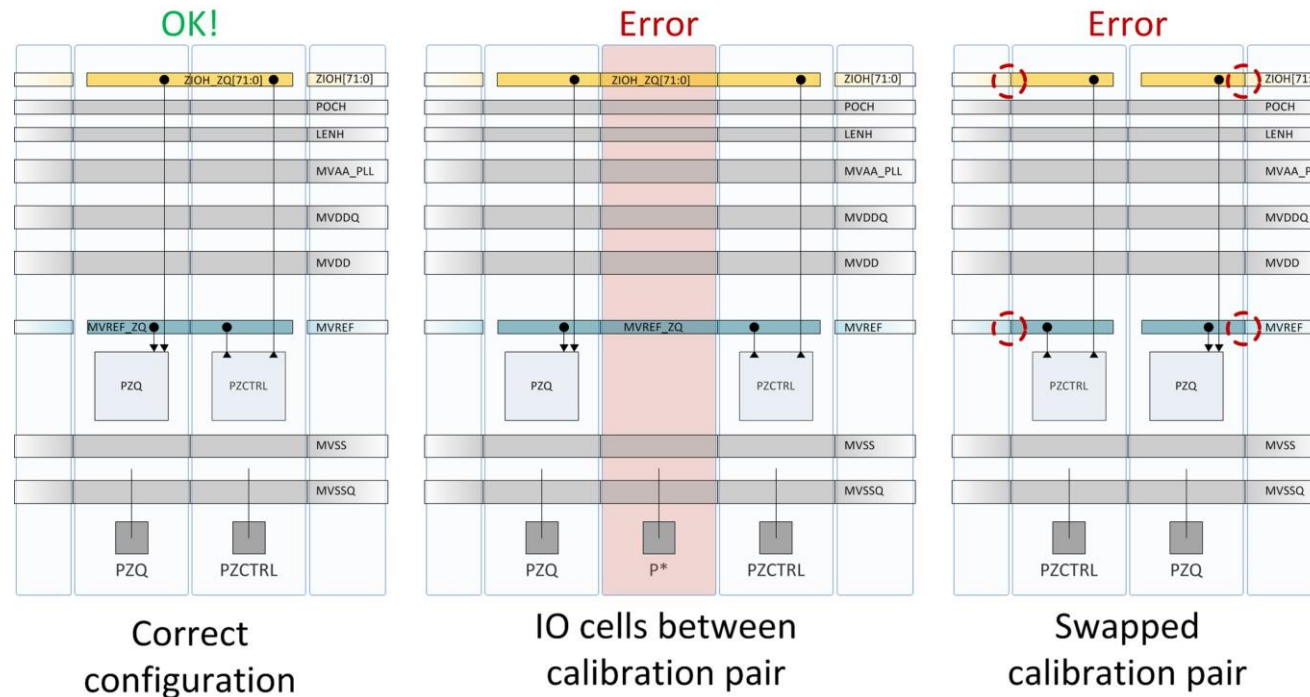 OK!
ZIOH_ZQ[71:0]
ZIOH[71:0]
POCH
LENH
MVAA_PLL
MVDDQ
MVDD
MVREF_ZQ
MVREF
PZQ
PZCTRL
MVSS
MVSSQ
PZQ
PZCTRL
Correct
configuration
Error
ZIOH_ZQ[71:0]
ZIOH[71:0]
POCH
LENH
MVAA_PLL
MVDDQ
MVDD
MVREF_ZQ
MVREF
PZQ
PZCTRL
MVSS
MVSSQ
PZQ
P*
PZCTRL
IO cells between
calibration pair
Error
ZIOH[71:
POCH
LENH
MVAA_P
MVDDQ
MVDD
MVREF
PZCTRL
PZQ
MVSS
MVSSQ
PZCTRL
PZQ
Swapped
calibration pair